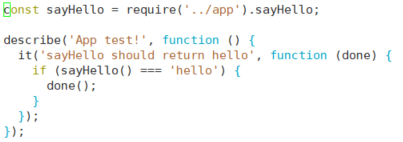 const sayHello = require('../app').sayHello;

describe('App test!', function () {
  it('sayHello should return hello', function (done) {
    if (sayHello() === 'hello') {
      done();
    }
  });
});